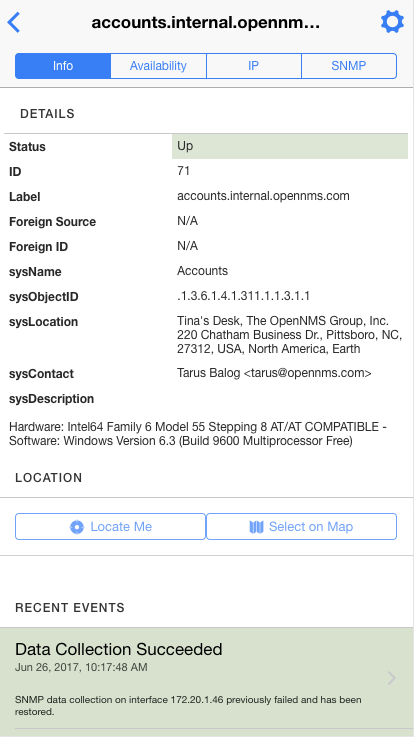 accounts.internal.opennm...
Info Availability IP SNMP
DETAILS
Status Up
ID 71
Label accounts.internal.opennms.com
Foreign Source N/A
Foreign ID N/A
sysName Accounts
sysObjectID .1.3.6.1.4.1.311.1.1.3.1.1
sysLocation Tina's Desk, The OpenNMS Group, Inc.
220 Chatham Business Dr., Pittsboro, NC,
27312, USA, North America, Earth
sysContact Tarus Balog <tarus@opennms.com>
sysDescription
Hardware: Intel64 Family 6 Model 55 Stepping 8 AT/AT COMPATIBLE -
Software: Windows Version 6.3 (Build 9600 Multiprocessor Free)
LOCATION
Locate Me Select on Map
RECENT EVENTS
Data Collection Succeeded
Jun 26, 2017, 10:17:48 AM
SNMP data collection on interface 172.20.1.46 previously failed and has been
restored.